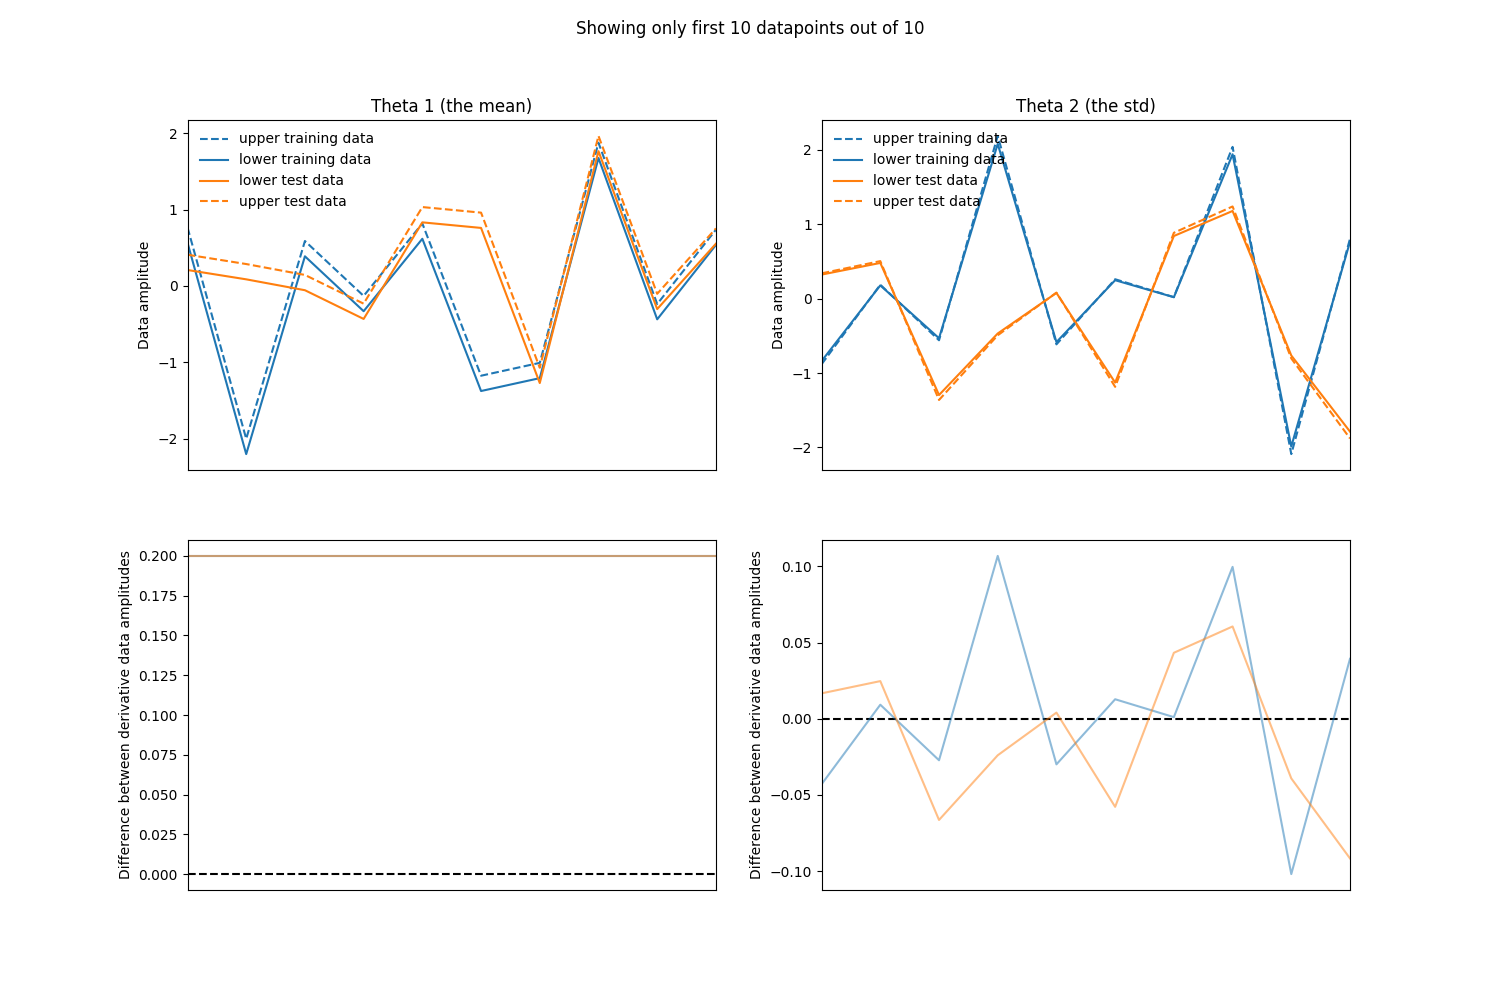 Showing only first 10 datapoints out of 10
Theta 1 (the mean)
upper training data
lower training data
lower test data
upper test data
Data amplitude
2
1
0
−1
−2
Theta 2 (the std)
upper training data
lower training data
lower test data
upper test data
Data amplitude
2
1
0
−1
−2
Difference between derivative data amplitudes
0.200
0.175
0.150
0.125
0.100
0.075
0.050
0.025
0.000
Difference between derivative data amplitudes
0.10
0.05
0.00
−0.05
−0.10